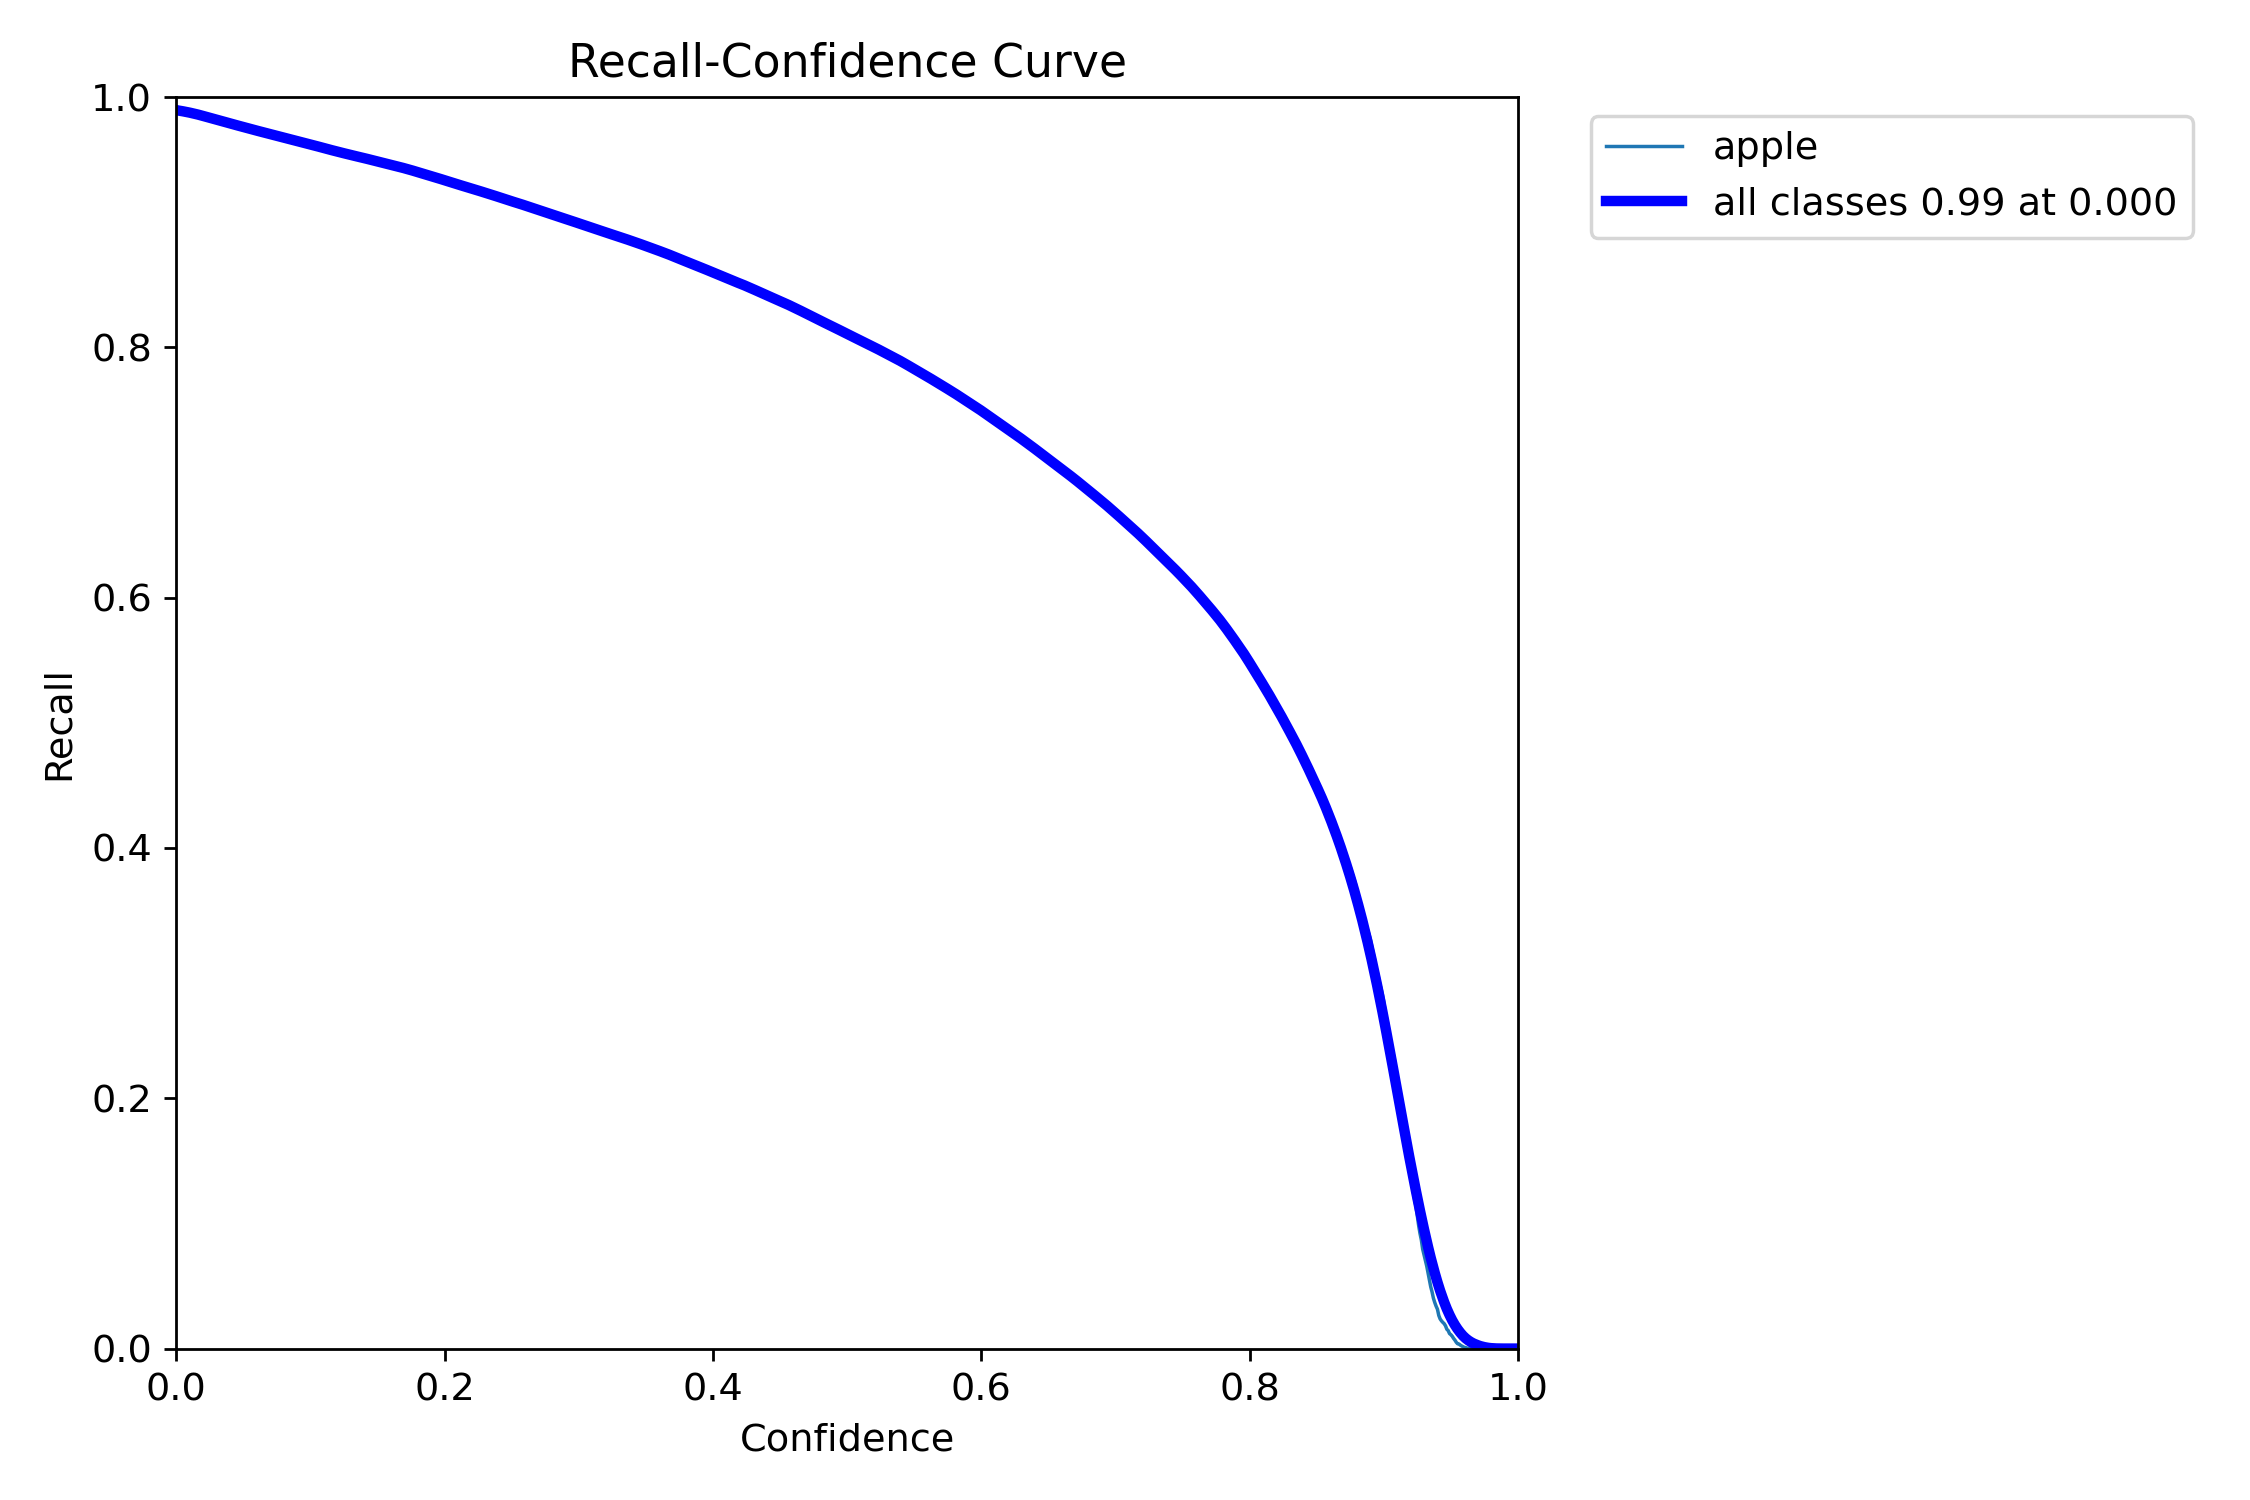 Recall-Confidence Curve
1.0
0.8
0.6
0.4
0.2
0.0
Recall
0.0 0.2 0.4 0.6 0.8 1.0
Confidence
apple
all classes 0.99 at 0.000